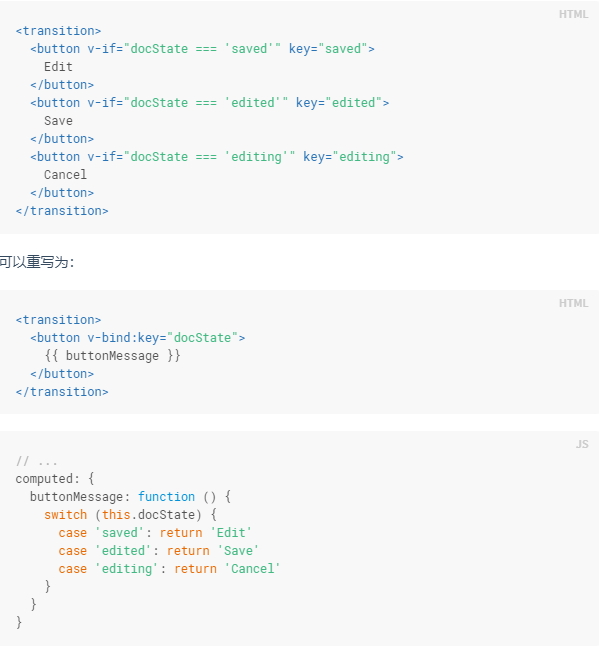 HTML
<transition>
  <button v-if="docState === 'saved'" key="saved">
    Edit
  </button>
  <button v-if="docState === 'edited'" key="edited">
    Save
  </button>
  <button v-if="docState === 'editing'" key="editing">
    Cancel
  </button>
</transition>
可以重写为：
HTML
<transition>
  <button v-bind:key="docState">
    {{ buttonMessage }}
  </button>
</transition>
JS
// ...
computed: {
  buttonMessage: function () {
    switch (this.docState) {
      case 'saved': return 'Edit'
      case 'edited': return 'Save'
      case 'editing': return 'Cancel'
    }
  }
}